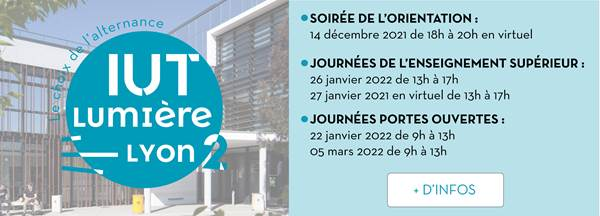 Le choix de l'alternance
IUT
LUMIÈRE
LYON 2
SOIRÉE DE L'ORIENTATION :
14 décembre 2021 de 18h à 20h en virtuel
JOURNÉES DE L'ENSEIGNEMENT SUPÉRIEUR :
26 janvier 2022 de 13h à 17h
27 janvier 2021 en virtuel de 13h à 17h
JOURNÉES PORTES OUVERTES :
22 janvier 2022 de 9h à 13h
05 mars 2022 de 9h à 13h
+ D'INFOS